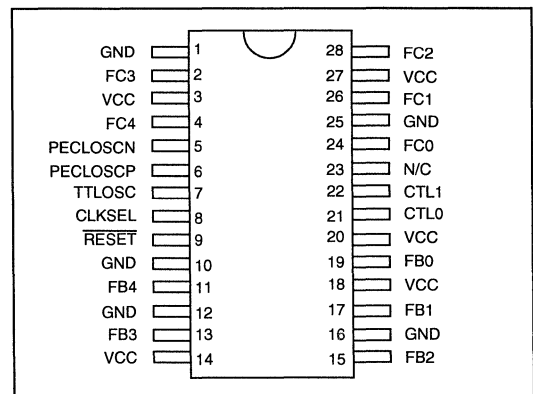 GND 1 28 FC2
FC3 2 27 VCC
VCC 3 26 FC1
FC4 4 25 GND
PECLOSCN 5 24 FC0
PECLOSCP 6 23 N/C
TTLOSC 7 22 CTL1
CLKSEL 8 21 CTL0
RESET 9 20 VCC
GND 10 19 FB0
FB4 11 18 VCC
GND 12 17 FB1
FB3 13 16 GND
VCC 14 15 FB2